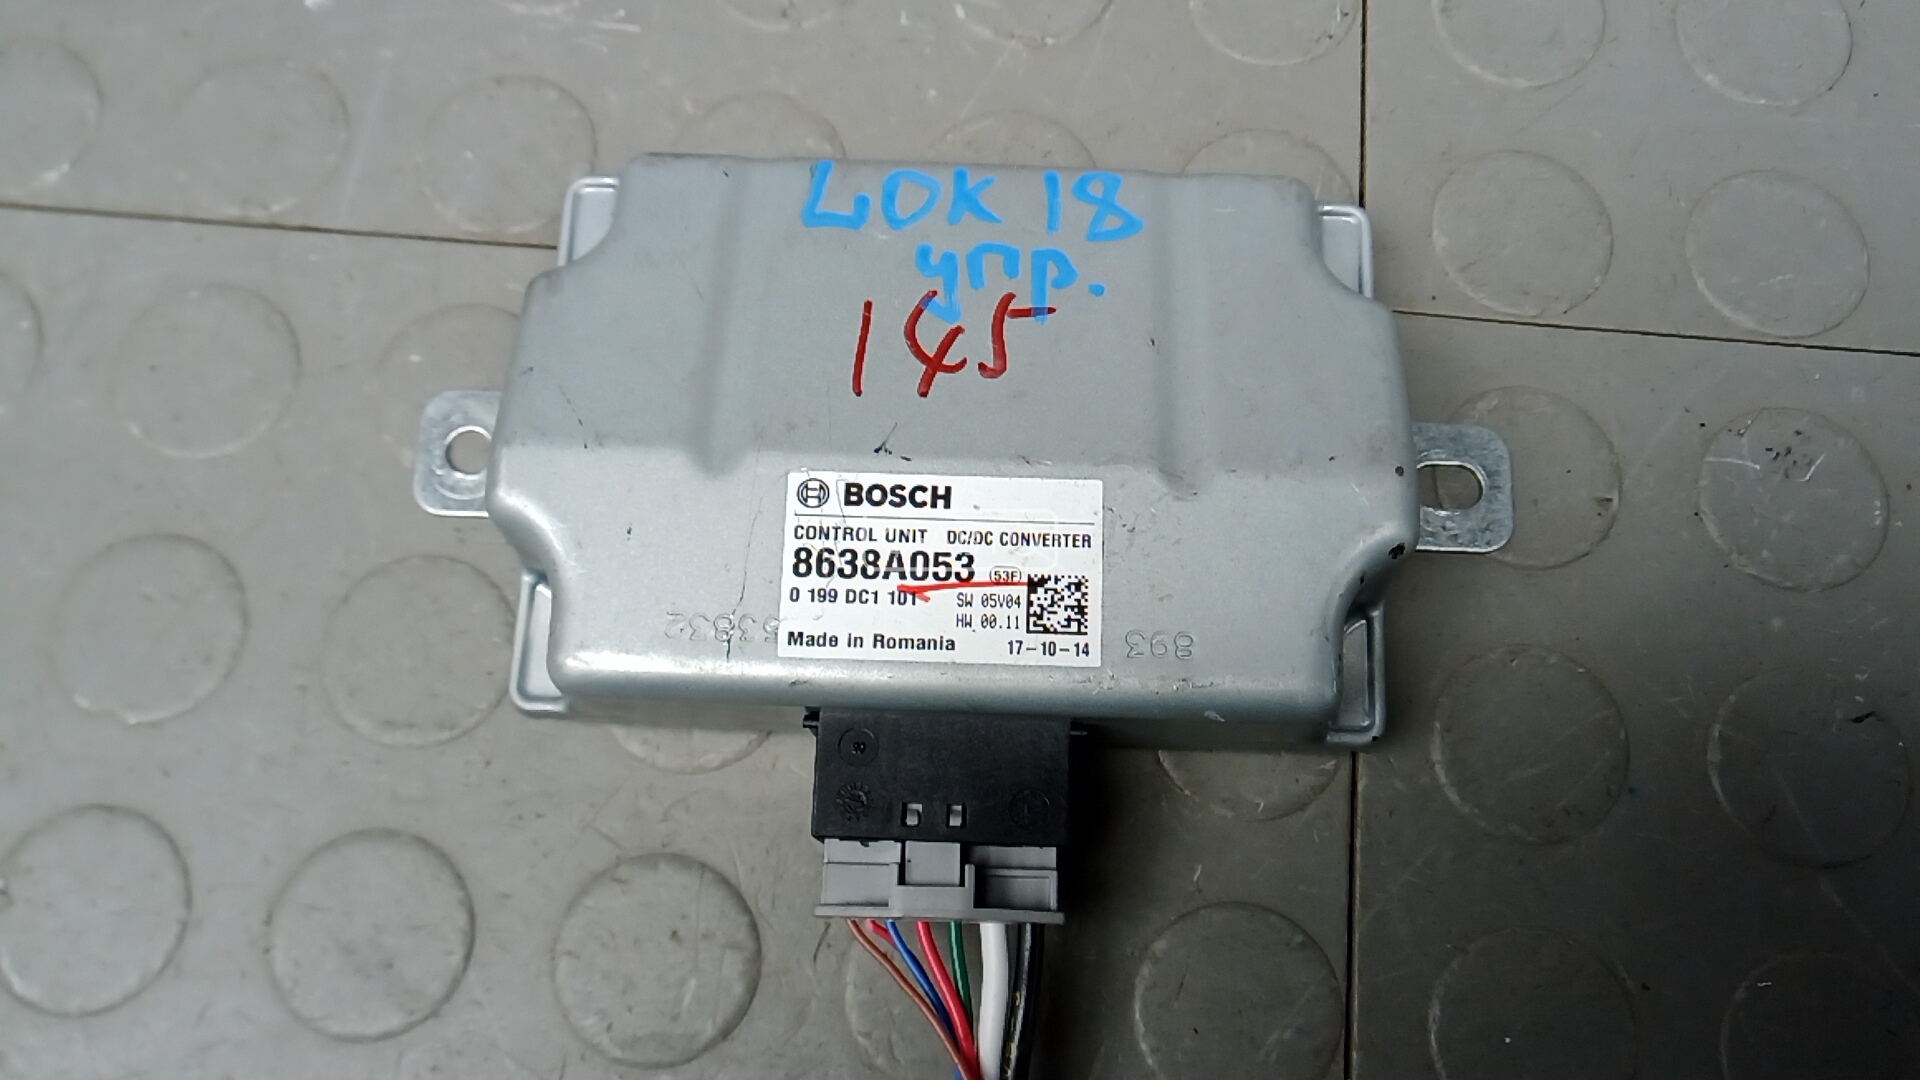 LOK 18
упр.
145
BOSCH
CONTROL UNIT DC/DC CONVERTER
8638A053 53F
0 199 DC1 101 SW 05V04
HW 00.11
Made in Romania 17-10-14
893